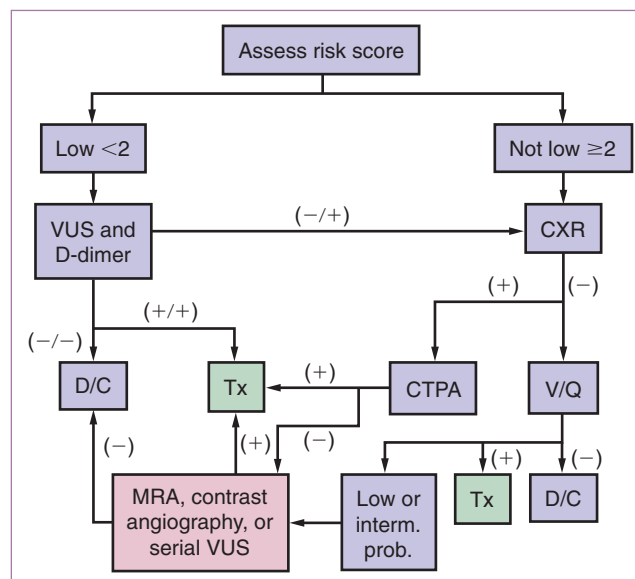 Assess risk score
Low <2
Not low ≥2
VUS and
D-dimer
(−/+)
CXR
(+)
(−)
(+/+)
(−/−)
D/C
Tx
(+)
CTPA
V/Q
(−)
(−)
(+)
(+)
(−)
MRA, contrast
angiography, or
serial VUS
Low or
interm.
prob.
Tx
D/C